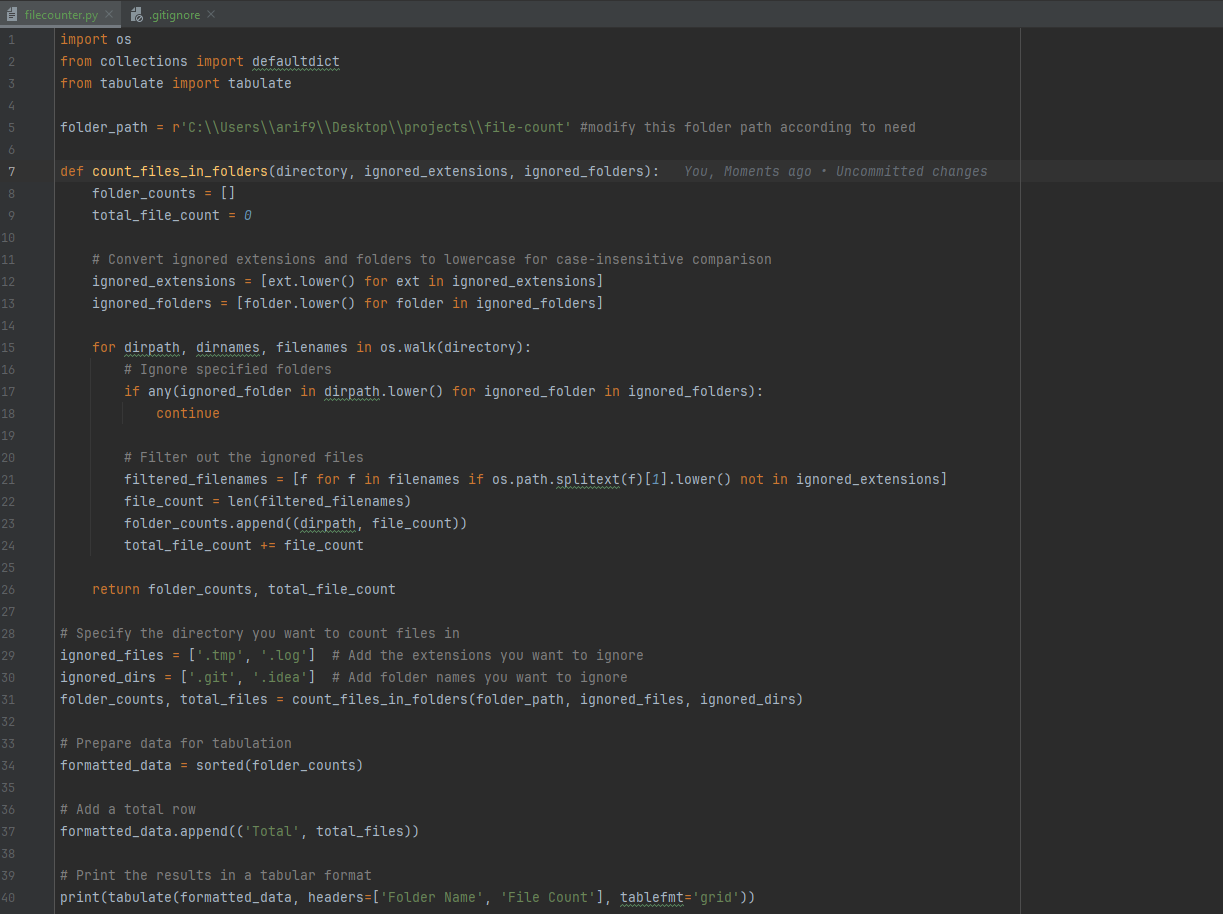 filecounter.py .gitignore
1 import os
2 from collections import defaultdict
3 from tabulate import tabulate
4
5 folder_path = r'C:\\Users\\arif9\\Desktop\\projects\\file-count' #modify this folder path according to need
6
7 def count_files_in_folders(directory, ignored_extensions, ignored_folders): You, Moments ago • Uncommitted changes
8     folder_counts = []
9     total_file_count = 0
10
11     # Convert ignored extensions and folders to lowercase for case-insensitive comparison
12     ignored_extensions = [ext.lower() for ext in ignored_extensions]
13     ignored_folders = [folder.lower() for folder in ignored_folders]
14
15     for dirpath, dirnames, filenames in os.walk(directory):
16         # Ignore specified folders
17         if any(ignored_folder in dirpath.lower() for ignored_folder in ignored_folders):
18             continue
19
20         # Filter out the ignored files
21         filtered_filenames = [f for f in filenames if os.path.splitext(f)[1].lower() not in ignored_extensions]
22         file_count = len(filtered_filenames)
23         folder_counts.append((dirpath, file_count))
24         total_file_count += file_count
25
26     return folder_counts, total_file_count
27
28 # Specify the directory you want to count files in
29 ignored_files = ['.tmp', '.log']  # Add the extensions you want to ignore
30 ignored_dirs = ['.git', '.idea']  # Add folder names you want to ignore
31 folder_counts, total_files = count_files_in_folders(folder_path, ignored_files, ignored_dirs)
32
33 # Prepare data for tabulation
34 formatted_data = sorted(folder_counts)
35
36 # Add a total row
37 formatted_data.append(('Total', total_files))
38
39 # Print the results in a tabular format
40 print(tabulate(formatted_data, headers=['Folder Name', 'File Count'], tablefmt='grid'))